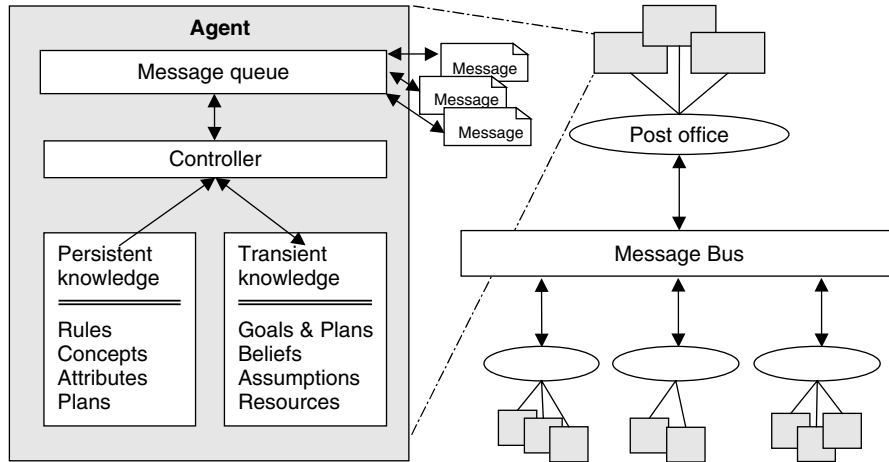 Agent
Message queue
Message
Message
Message
Controller
Persistent
knowledge
Rules
Concepts
Attributes
Plans
Transient
knowledge
Goals & Plans
Beliefs
Assumptions
Resources
Post office
Message Bus